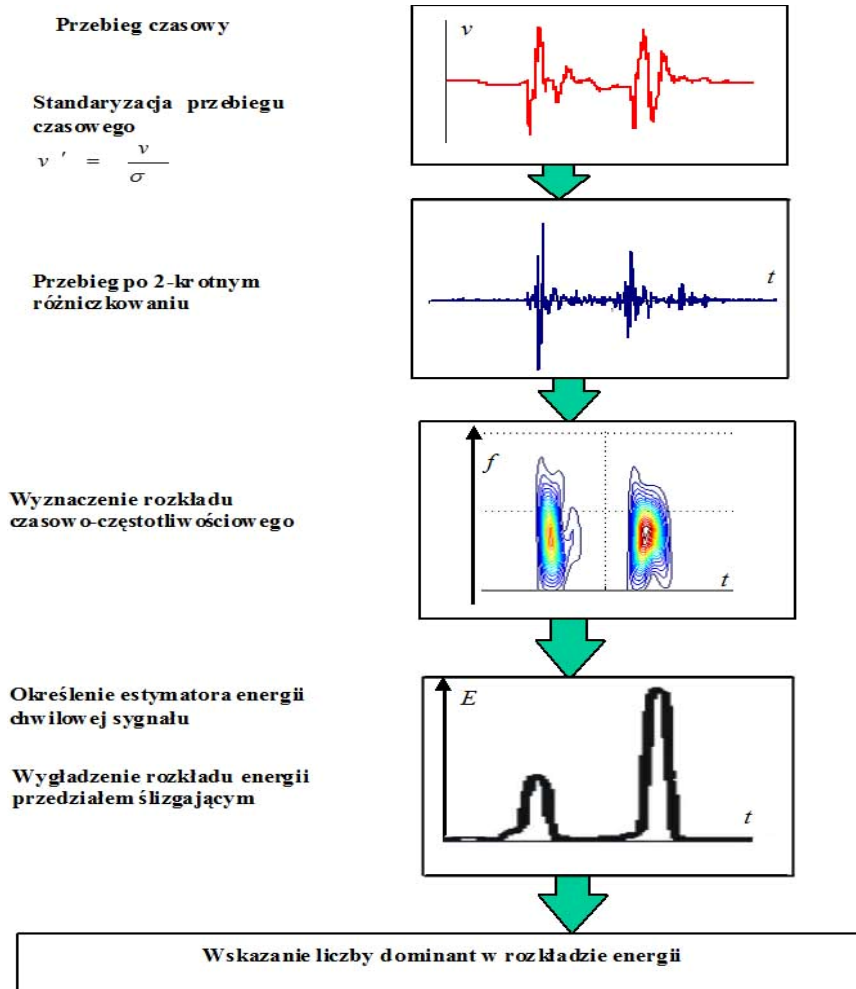 Przebieg czasowy
v
Standaryzacja przebiegu
czasowego
v ' = v / σ
Przebieg po 2-krotnym
różniczkowaniu
t
f
Wyznaczenie rozkładu
czasowo-częstotliwościowego
t
Określenie estymatora energii
chwilowej sygnału
E
Wygładzenie rozkładu energii
przedziałem ślizgającym
t
Wskazanie liczby dominant w rozkładzie energii